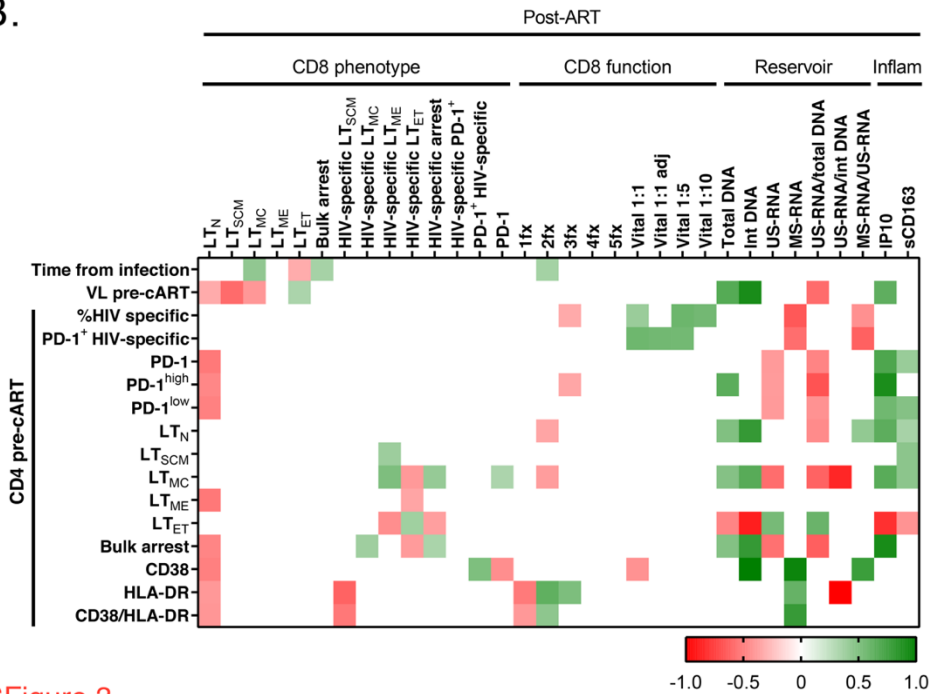 3.
Post-ART
CD8 phenotype CD8 function Reservoir Inflam
LTN
LTSCM
LTMC
LTME
LTET
Bulk arrest
HIV-specific LTSCM
HIV-specific LTMC
HIV-specific LTME
HIV-specific LTET
HIV-specific arrest
HIV-specific PD-1+
PD-1+ HIV-specific
PD-1
1fx
2fx
3fx
4fx
5fx
Vital 1:1
Vital 1:1 adj
Vital 1:5
Vital 1:10
Total DNA
Int DNA
US-RNA
MS-RNA
US-RNA/total DNA
US-RNA/int DNA
MS-RNA/US-RNA
IP10
sCD163
Time from infection
VL pre-cART
CD4 pre-cART
%HIV specific
PD-1+ HIV-specific
PD-1
PD-1high
PD-1low
LTN
LTSCM
LTMC
LTME
LTET
Bulk arrest
CD38
HLA-DR
CD38/HLA-DR
-1.0 -0.5 0 0.5 1.0